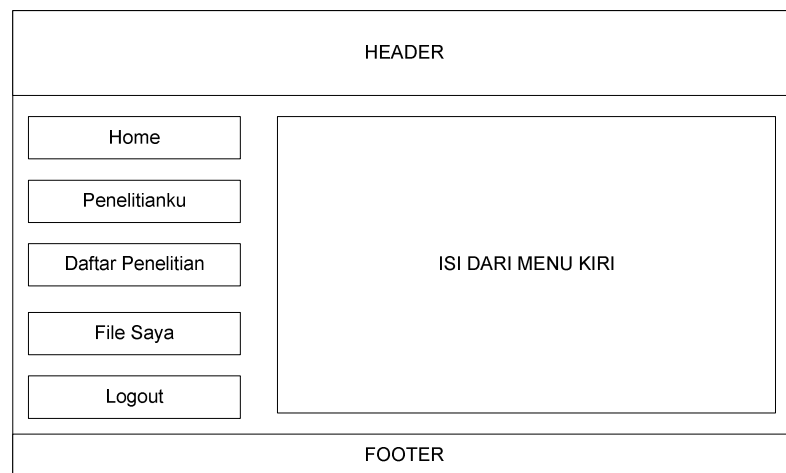 HEADER
Home
Penelitianku
Daftar Penelitian
File Saya
Logout
ISI DARI MENU KIRI
FOOTER